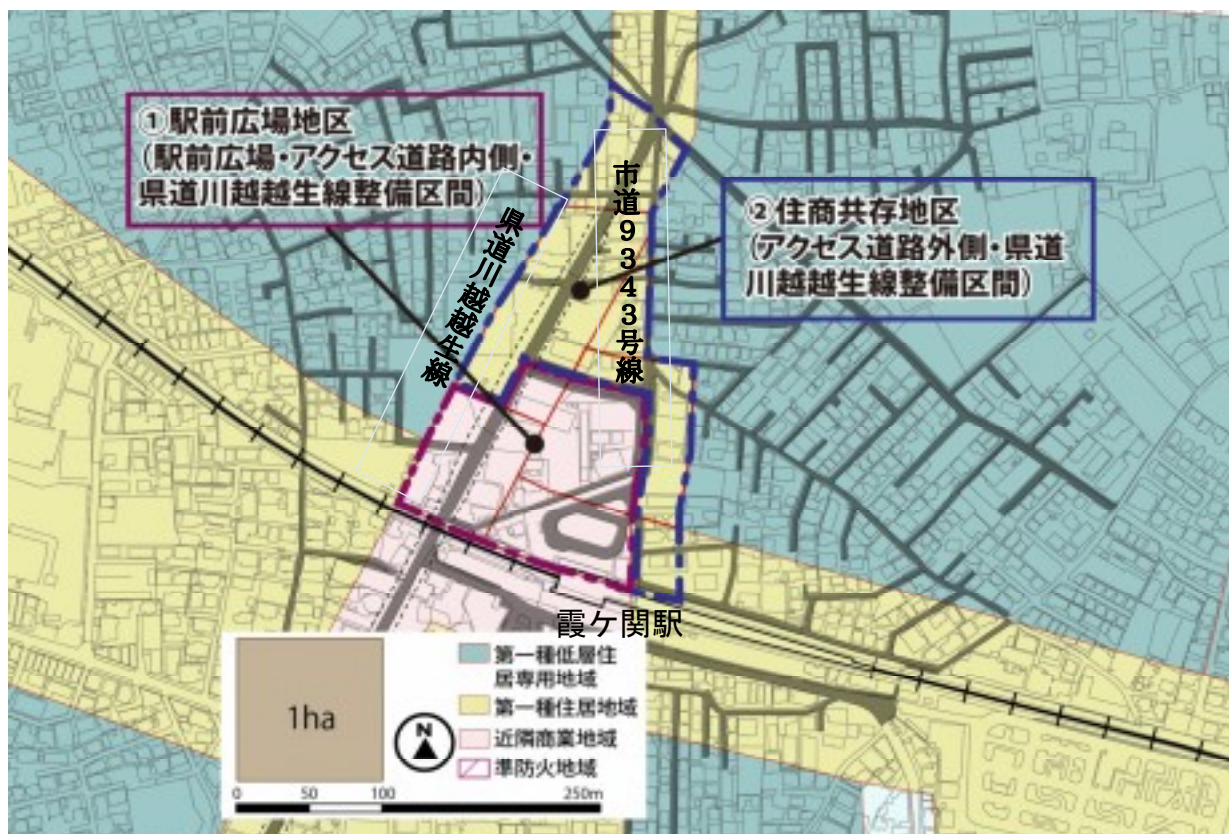 ①駅前広場地区
(駅前広場・アクセス道路内側・
県道川越越生線整備区間)
県道川越越生線
市道9343号線
②住商共存地区
(アクセス道路外側・県道
川越越生線整備区間)
霞ケ関駅
1ha
N
第一種低層住
居専用地域
第一種住居地域
近隣商業地域
準防火地域
0 50 100 250m